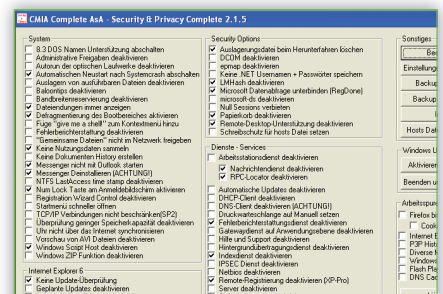 CMIA Complete AsA - Security & Privacy Complete 2.1.5
System
8.3 DOS Namen Unterstützung abschalten
Administrative Freigaben deaktivieren
Autorun der optischen Laufwerke deaktivieren
Automatischen Neustart nach Systemcrash abschalten
Auslagern von ausführbaren Dateien deaktivieren
Balloontips deaktivieren
Bandbreitenreservierung deaktivieren
Dateiendungen immer anzeigen
Defragmentierung des Bootbereiches aktivieren
Füge "give me a shell!" zum Kontextmenü hinzu
Fehlerberichterstattung deaktivieren
"Gemeinsame Dateien" nicht im Netzwerk freigeben
Keine Nutzungsdaten sammeln
Keine Dokumenten History erstellen
Messenger nicht mit Outlook starten
Messenger Deinstallieren (ACHTUNG!)
NTFS LastAccess time stamp deaktivieren
Num Lock Taste am Anmeldebildschirm aktivieren
Registration Wizard Control deaktivieren
Startmenü schneller öffnen
TCP/IP Verbindungen nicht beschränken(SP2)
Überprüfung geringer Speicherkapazität deaktivieren
Uhr nicht über das Internet synchronisieren
Vorschau von AVI Dateien deaktivieren
Windows Script Host deaktivieren
Windows ZIP Funktion deaktivieren
Internet Explorer 6
Keine Update-Überprüfung
Geplante Updates deaktivieren
Security Options
Auslagerungsdatei beim Herunterfahren löschen
DCOM deaktivieren
epmap deaktivieren
Keine .NET Usernamen + Passwörter speichern
LMHash deaktivieren
Microsoft Datenabfrage unterbinden (RegDone)
microsoft-ds deaktivieren
Null Sessions verbieten
Papierkorb deaktivieren
Remote-Desktop-Unterstützung deaktivieren
Schreibschutz für hosts Datei setzen
Dienste - Services
Arbeitsstationsdienst deaktivieren
Nachrichtendienst deaktivieren
RPC-Locator deaktivieren
Automatische Updates deaktivieren
DHCP-Client deaktivieren
DNS-Client deaktivieren (ACHTUNG!)
Druckwarteschlange auf Manuell setzen
Fehlerberichterstattungsdienst deaktivieren
Gatewaydienst auf Anwendungsebene deaktivieren
Hilfe und Support deaktivieren
Hintergrundübertragungsdienst deaktivieren
Indexdienst deaktivieren
IPSEC Dienst deaktivieren
Netbios deaktivieren
Remote-Registrierung deaktivieren (XP-Pro)
Server deaktivieren
Sonstiges
Be
Einstellung
Backup
Backup
Hosts Dat
Windows U
Aktiviere
Beenden u
Arbeitsspur
Firefox bi
Cook
Internet E
P3P Hist
Diverse
Windows
Flash Pla
DNS Cac